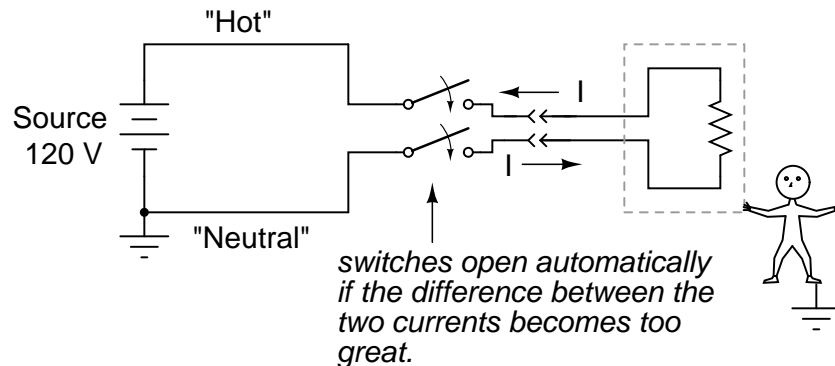 "Hot"
Source
120 V
I
I
"Neutral"
switches open automatically
if the difference between the
two currents becomes too
great.